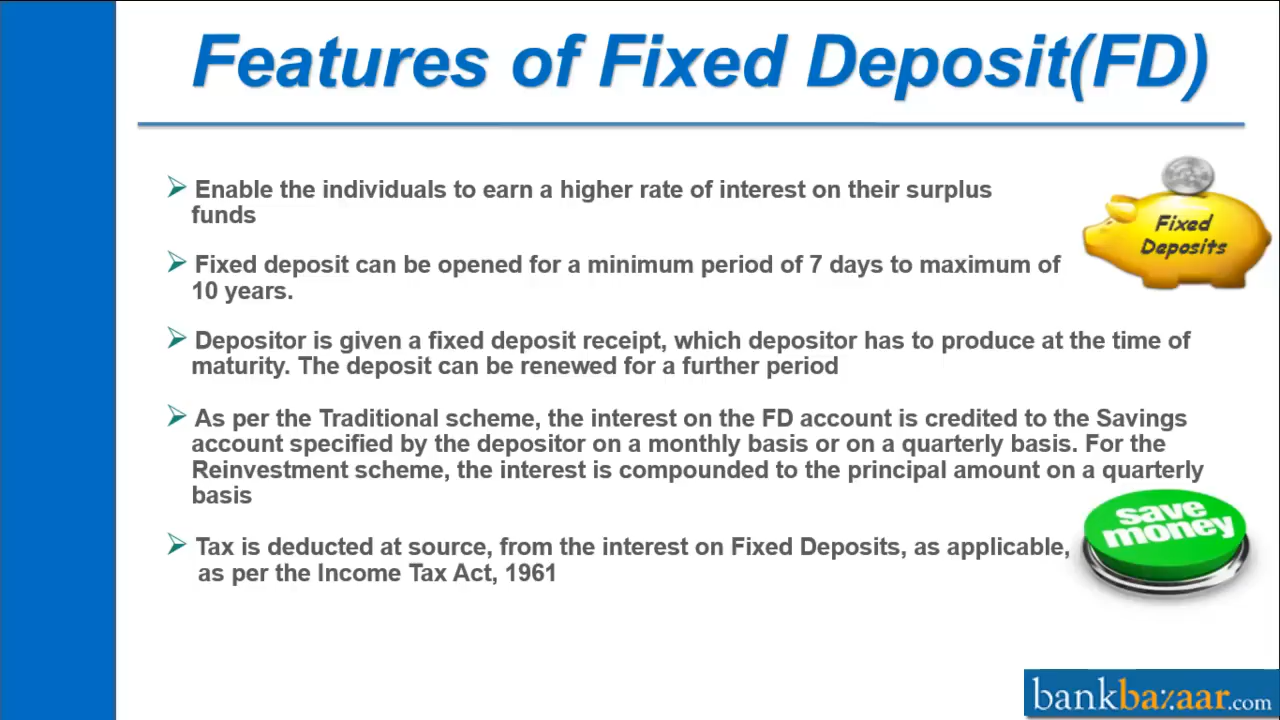 Features of Fixed Deposit(FD)
Enable the individuals to earn a higher rate of interest on their surplus
funds
Fixed Deposits
Fixed deposit can be opened for a minimum period of 7 days to maximum of
10 years.
Depositor is given a fixed deposit receipt, which depositor has to produce at the time of
maturity. The deposit can be renewed for a further period
As per the Traditional scheme, the interest on the FD account is credited to the Savings
account specified by the depositor on a monthly basis or on a quarterly basis. For the
Reinvestment scheme, the interest is compounded to the principal amount on a quarterly
basis
save
money
Tax is deducted at source, from the interest on Fixed Deposits, as applicable,
as per the Income Tax Act, 1961
bankbazaar.com